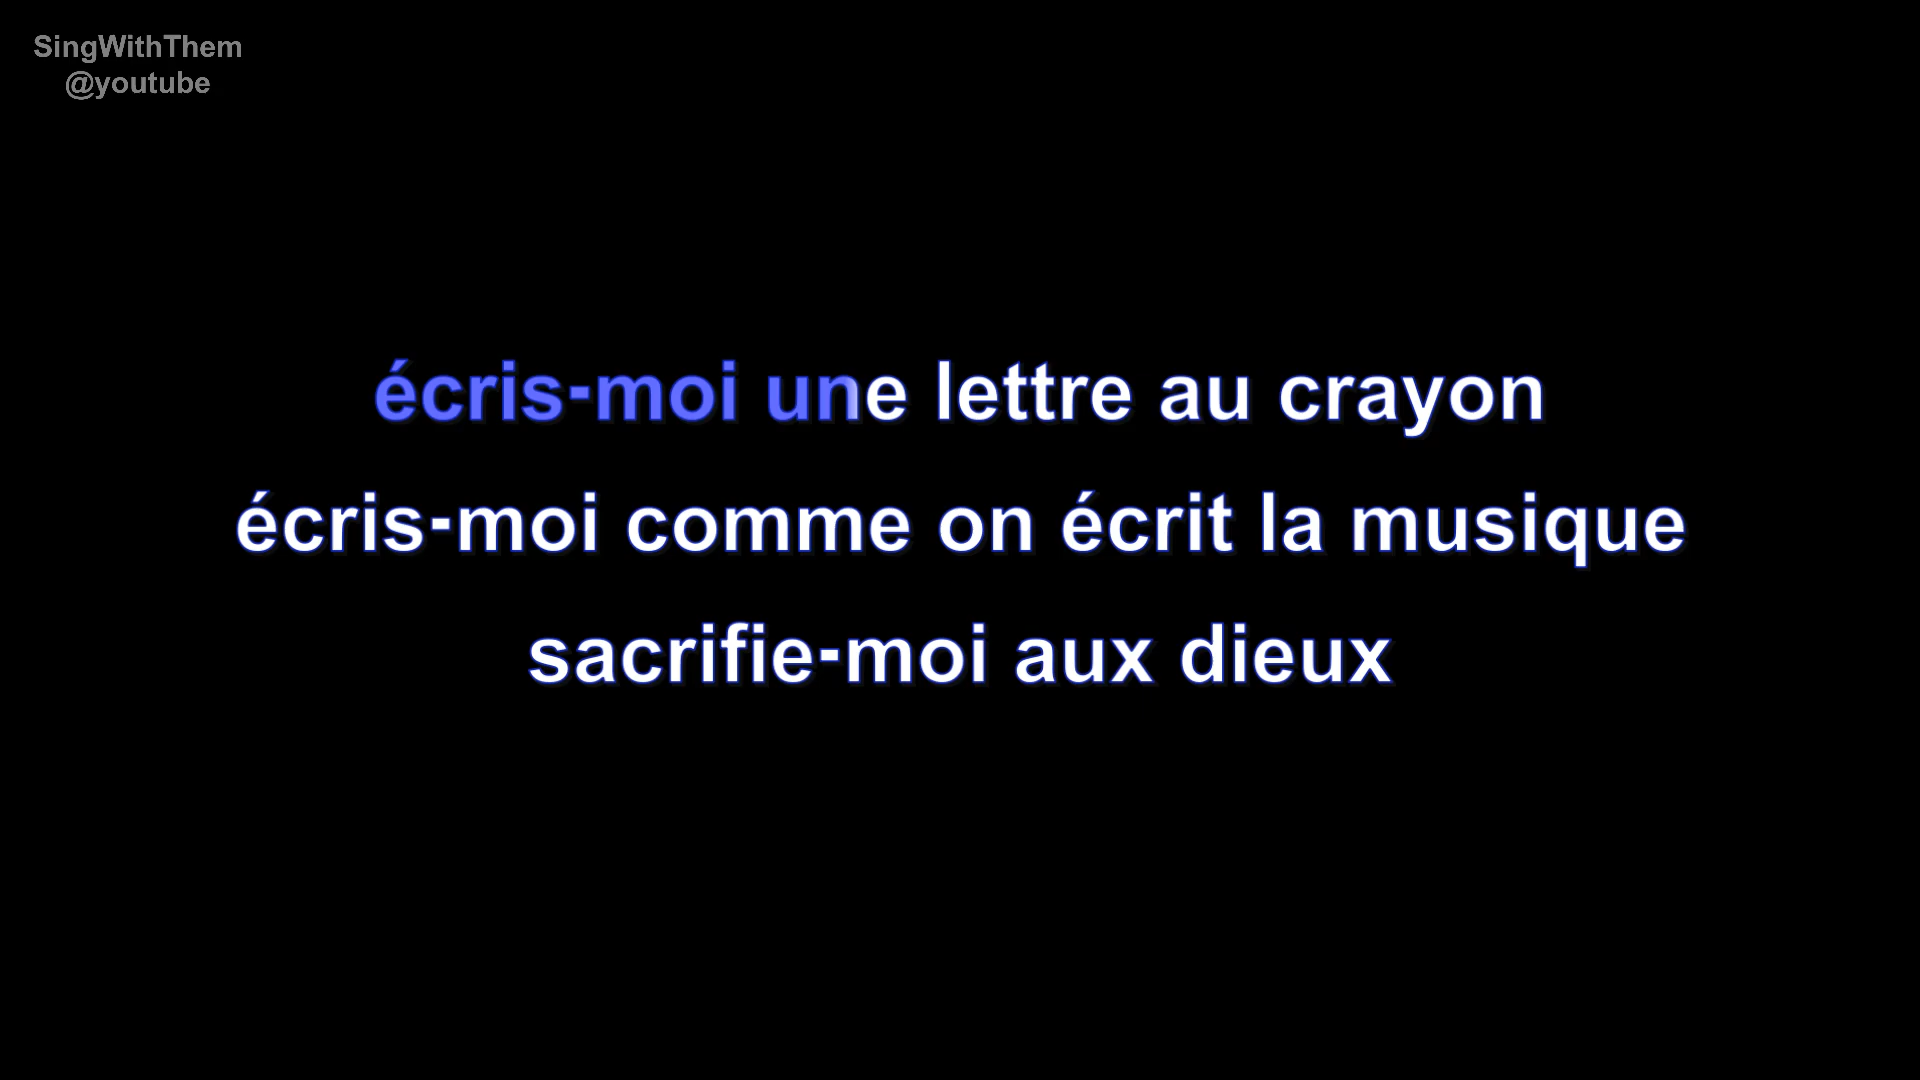 SingWithThem
@youtube
écris-moi une lettre au crayon
écris-moi comme on écrit la musique
sacrifie-moi aux dieux